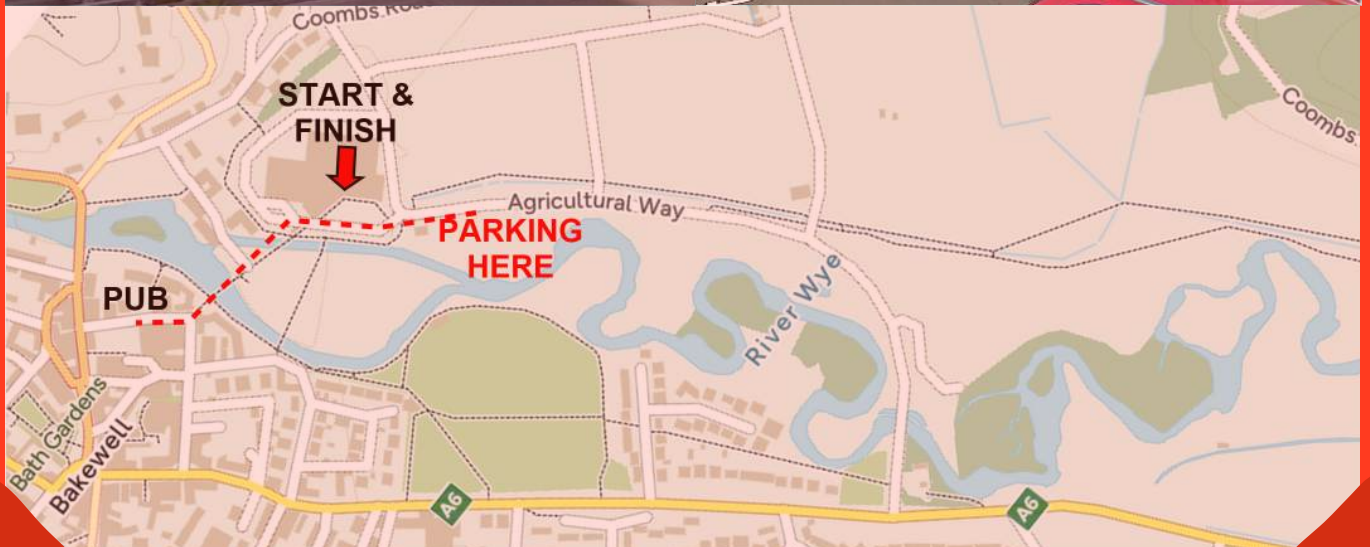 Coombs Road
START &
FINISH
Coombs
Agricultural Way
PARKING
HERE
River Wye
PUB
Bath Gardens
Bakewell
A6
A6